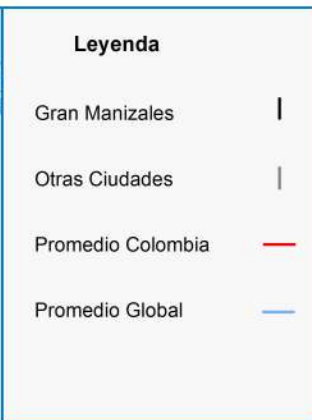 Leyenda
Gran Manizales
Otras Ciudades
Promedio Colombia
Promedio Global